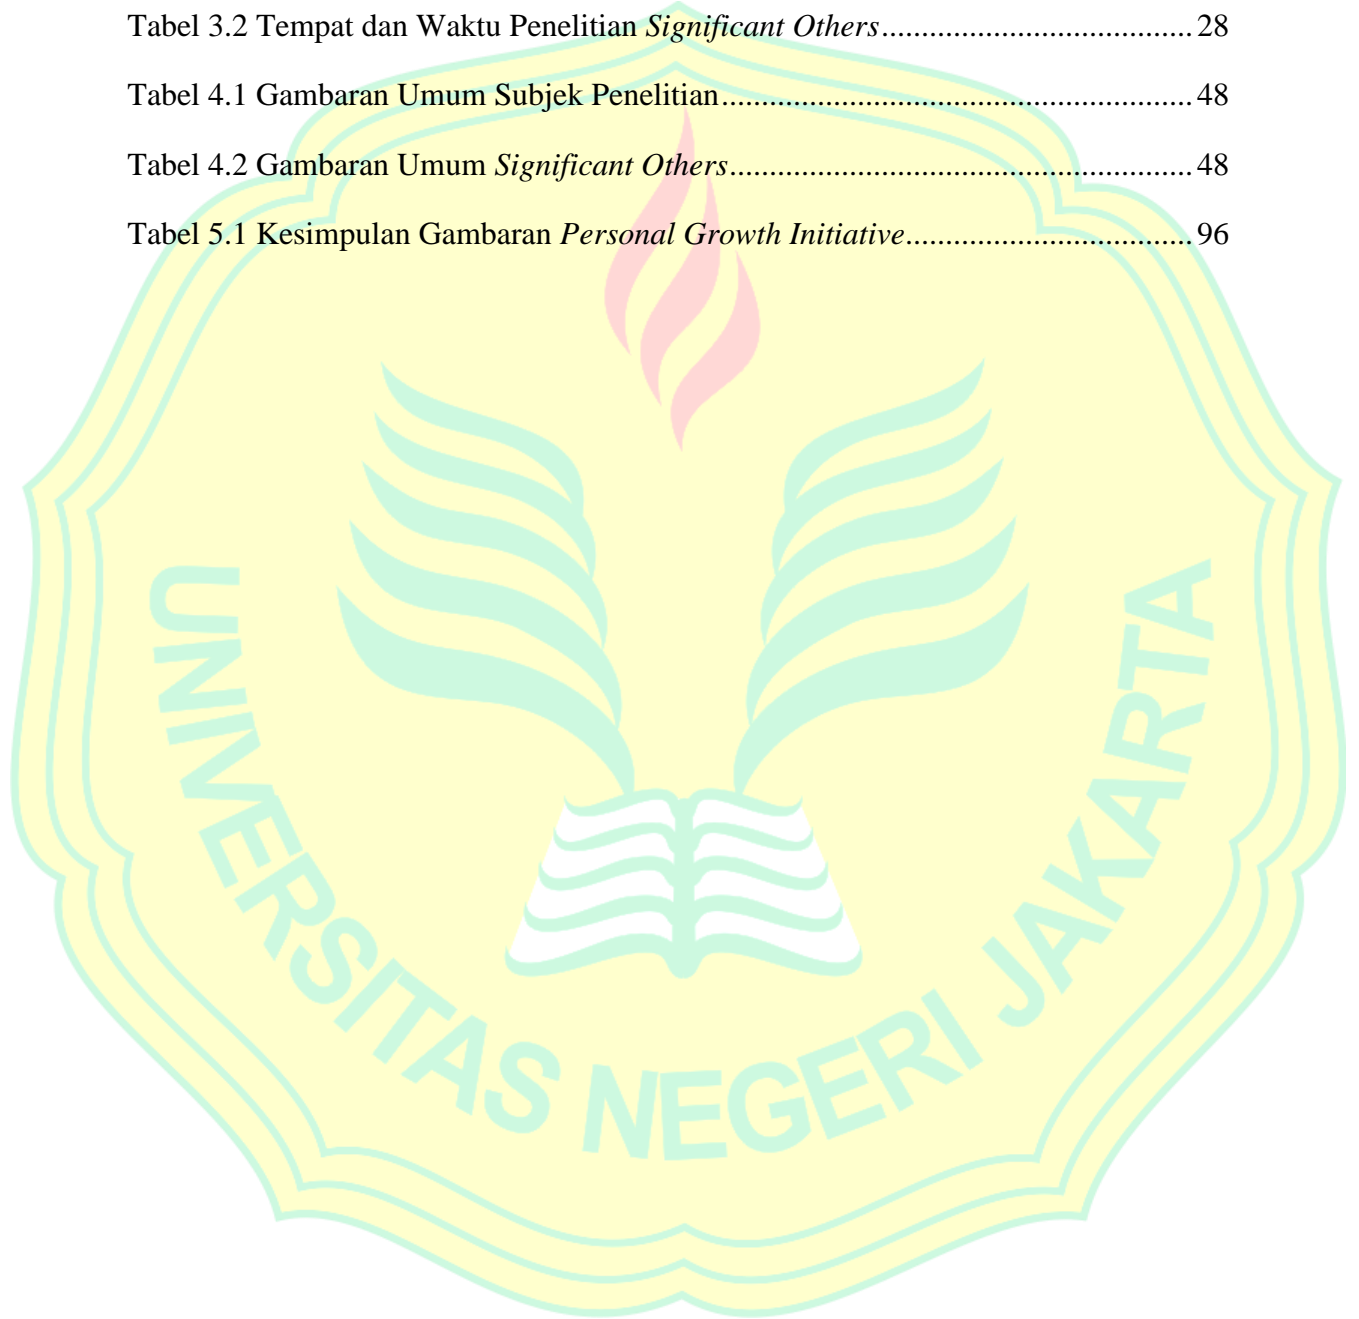 Tabel 3.2 Tempat dan Waktu Penelitian Significant Others....................................... 28
Tabel 4.1 Gambaran Umum Subjek Penelitian........................................................... 48
Tabel 4.2 Gambaran Umum Significant Others.......................................................... 48
Tabel 5.1 Kesimpulan Gambaran Personal Growth Initiative.................................... 96
UNIVERSITAS NEGERI JAKARTA